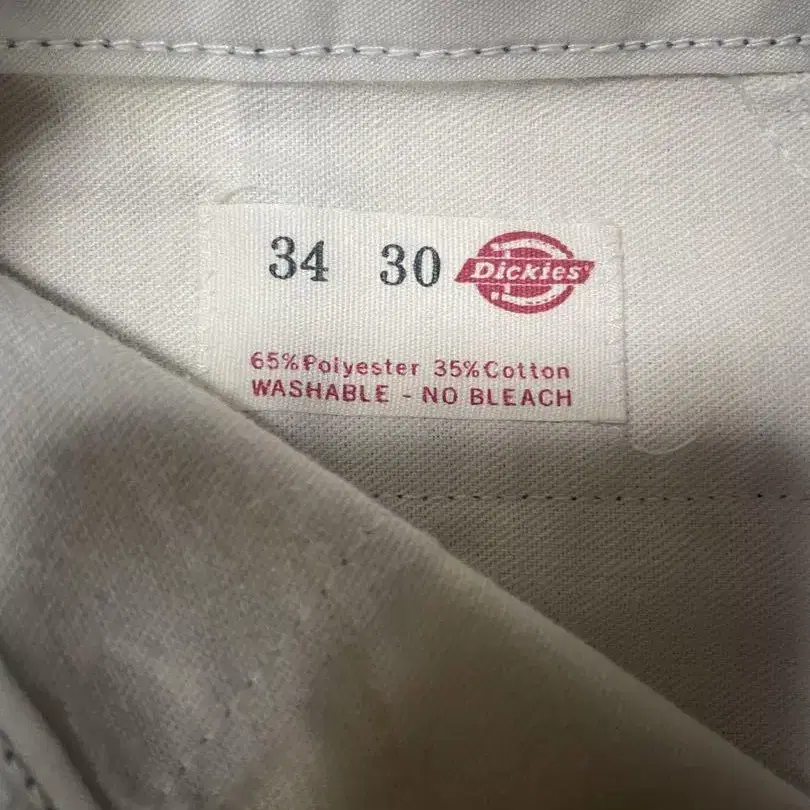 34 30 Dickies
65%Polyester 35%Cotton
WASHABLE - NO BLEACH